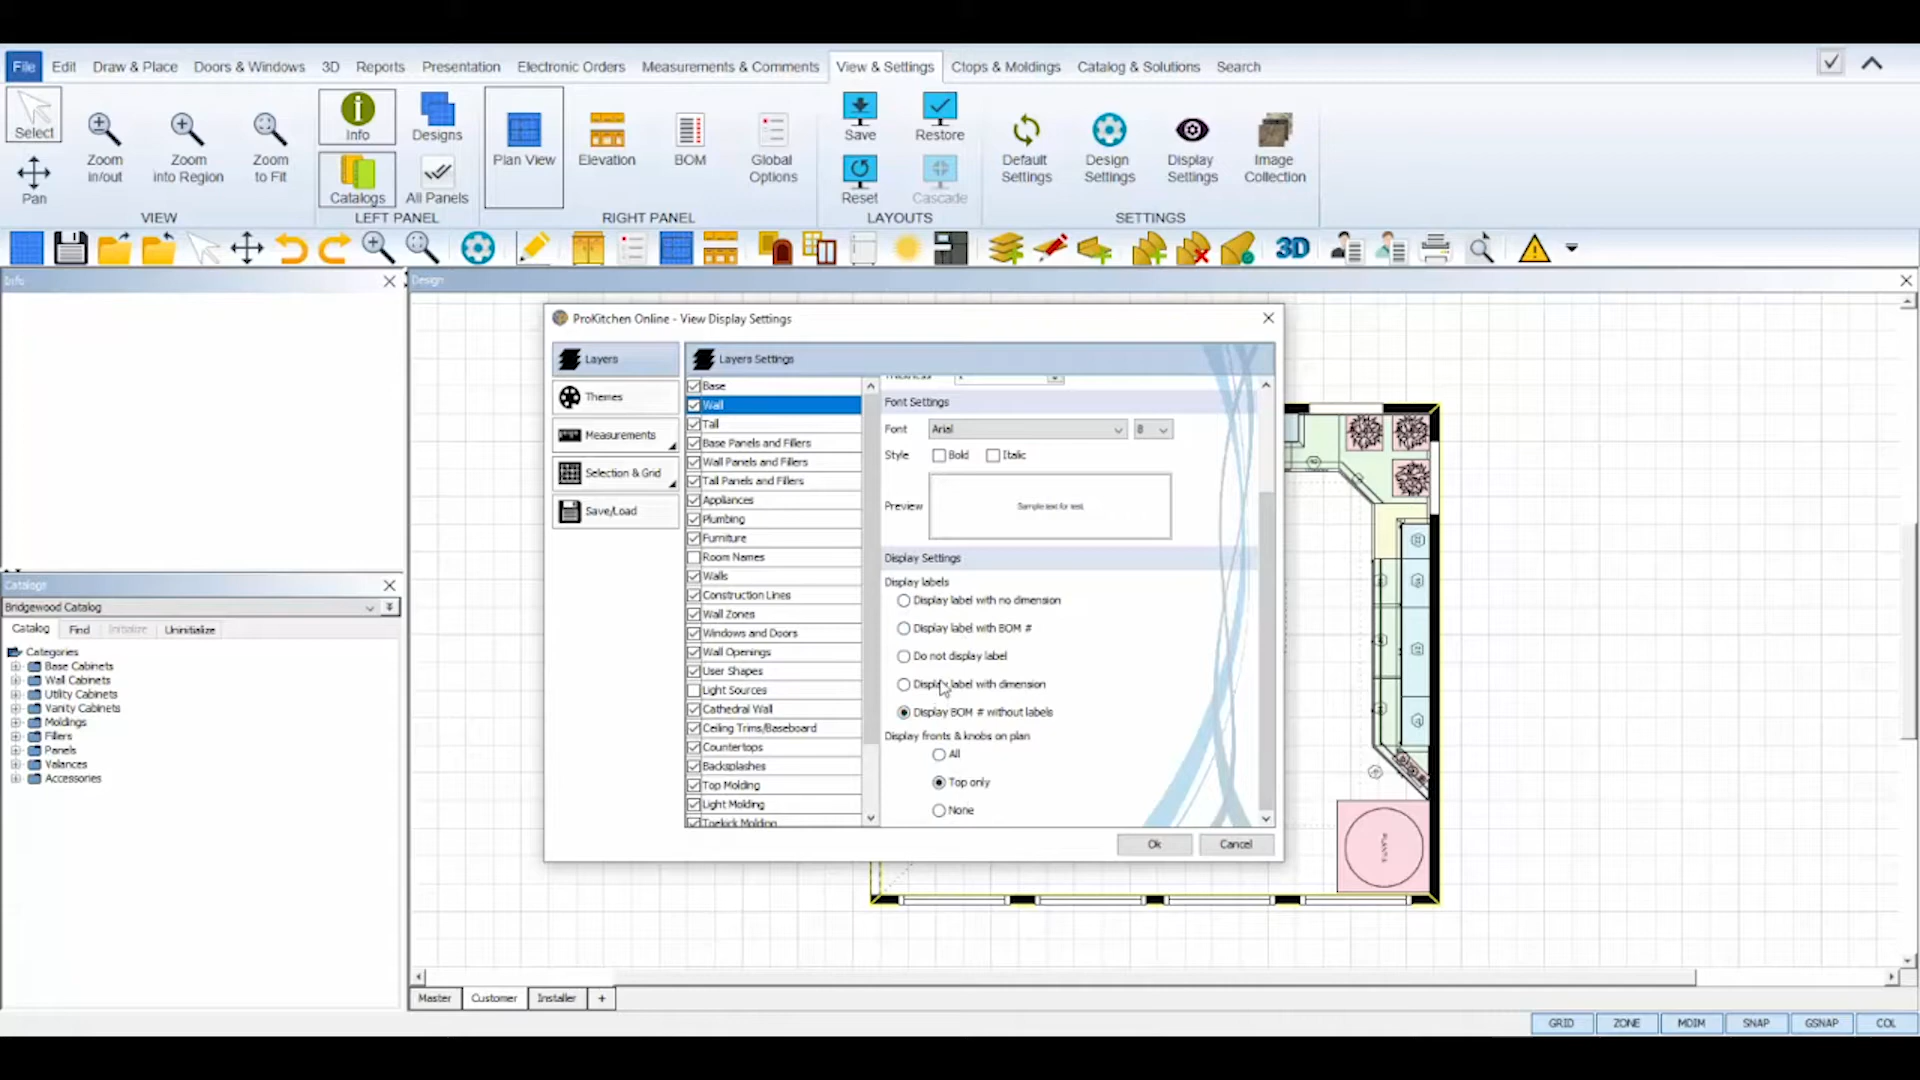 File Edit Draw & Place Doors & Windows 3D Reports Presentation Electronic Orders Measurements & Comments View & Settings Ctops & Moldings Catalog & Solutions Search
Select
Pan
Zoom
in/out
Zoom
into Region
Zoom
to Fit
VIEW
Info
Designs
Catalogs
All Panels
LEFT PANEL
Plan View
Elevation
BOM
Global
Options
RIGHT PANEL
Save
Restore
Reset
Cascade
LAYOUTS
Default
Settings
Design
Settings
Display
Settings
Image
Collection
SETTINGS
3D
Info
Design
Catalogs
Bridgewood Catalog
Catalog Find Initialize Uninitialize
Categories
Base Cabinets
Wall Cabinets
Utility Cabinets
Vanity Cabinets
Moldings
Fillers
Panels
Valances
Accessories
ProKitchen Online - View Display Settings
Layers
Themes
Measurements
Selection & Grid
Save/Load
Layers Settings
Base
Wall
Tall
Base Panels and Fillers
Wall Panels and Fillers
Tall Panels and Fillers
Appliances
Plumbing
Furniture
Room Names
Walls
Construction Lines
Wall Zones
Windows and Doors
Wall Openings
User Shapes
Light Sources
Cathedral Wall
Ceiling Trims/Baseboard
Countertops
Backsplashes
Top Molding
Light Molding
Toekick Molding
Thickness
Font Settings
Font Arial 8
Style Bold Italic
Preview Sample text for test.
Display Settings
Display labels
Display label with no dimension
Display label with BOM #
Do not display label
Display label with dimension
Display BOM # without labels
Display fronts & knobs on plan
All
Top only
None
Ok Cancel
Master Customer Installer +
GRID ZONE MDIM SNAP GSNAP COL